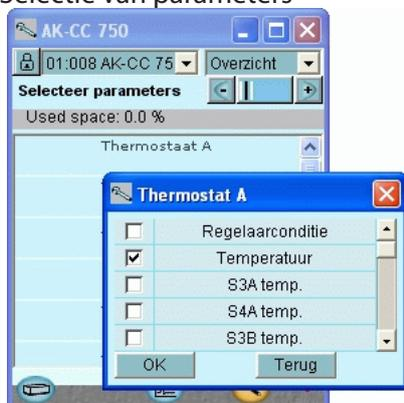 Selectie van parameters
AK-CC 750
01:008 AK-CC 75 Overzicht
Selecteer parameters
Used space: 0.0 %
Thermostaat A
Thermostat A
Regelaarconditie
Temperatuur
S3A temp.
S4A temp.
S3B temp.
OK Terug